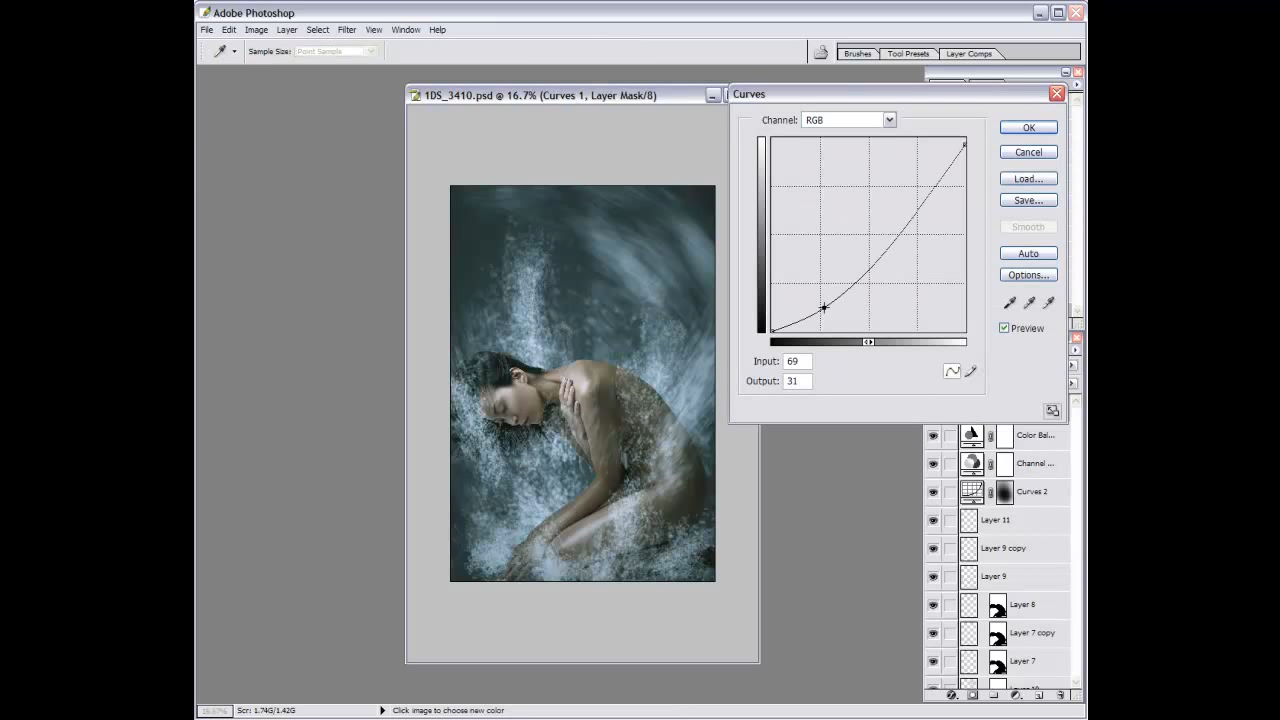 Adobe Photoshop
File Edit Image Layer Select Filter View Window Help
Sample Size: Point Sample
Brushes Tool Presets Layer Comps
1DS_3410.psd @ 16.7% (Curves 1, Layer Mask/8)
Curves
Channel: RGB
OK
Cancel
Load...
Save...
Smooth
Auto
Options...
Preview
Input: 69
Output: 31
Color Bal...
Channel ...
Curves 2
Layer 11
Layer 9 copy
Layer 9
Layer 8
Layer 7 copy
Layer 7
16.67% Scr: 1.74G/1.42G Click image to choose new color